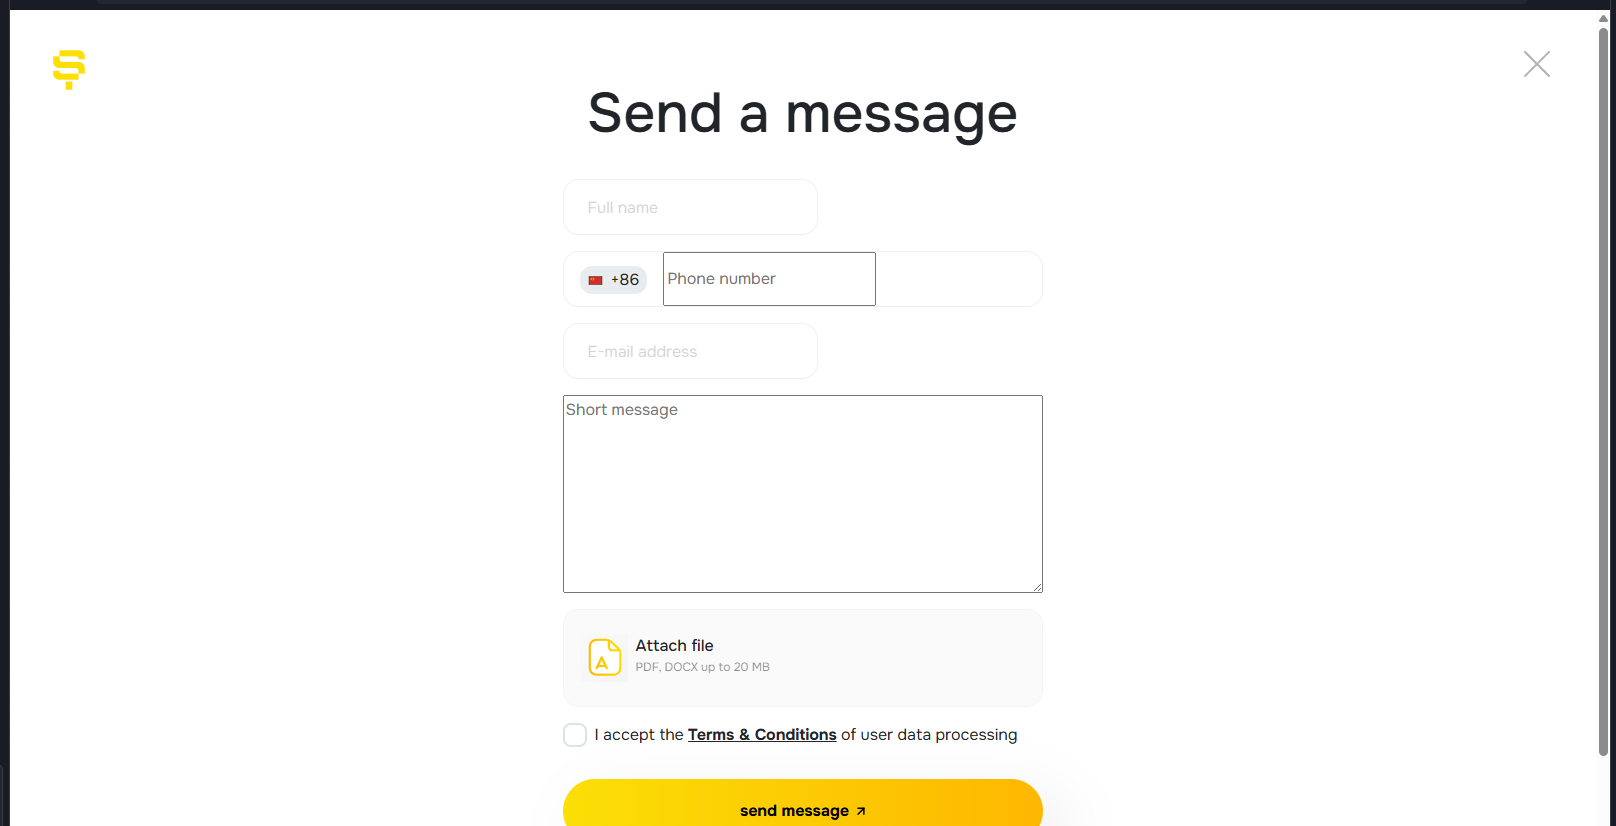 Send a message
Full name
+86
Phone number
E-mail address
Short message
Attach file
PDF, DOCX up to 20 MB
I accept the Terms & Conditions of user data processing
send message